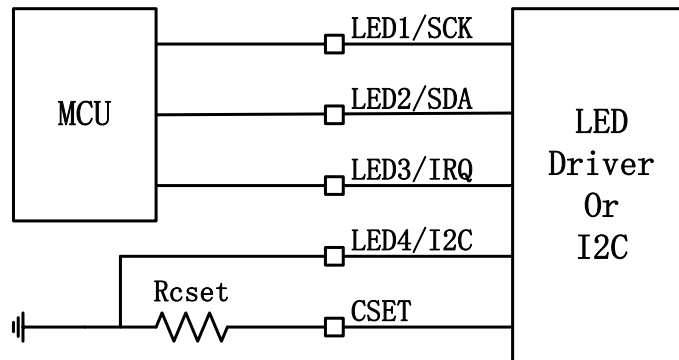 LED1/SCK
MCU
LED2/SDA
LED3/IRQ
LED4/I2C
Rcset
CSET
LED
Driver
Or
I2C